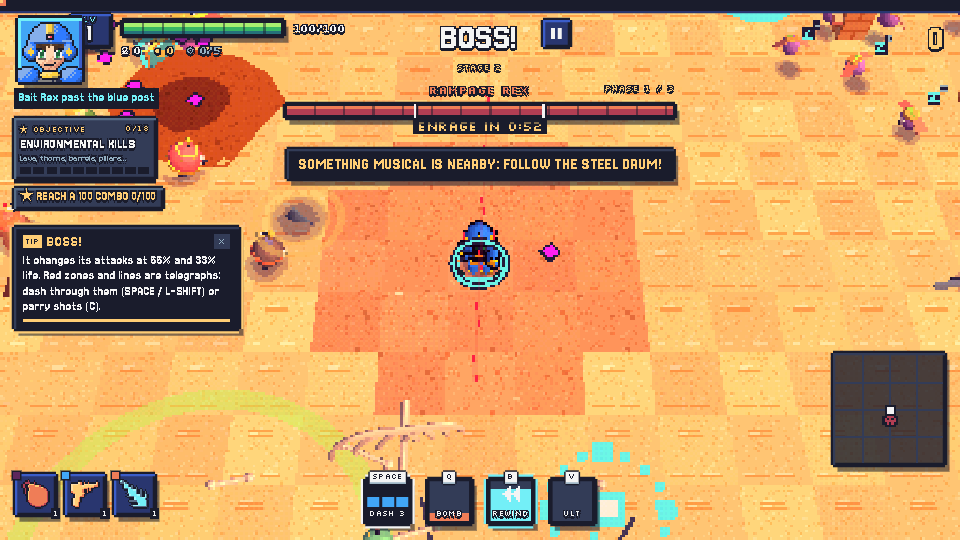 LV
1
100/100
BOSS!
0
STAGE 2
RAMPAGE REX
PHASE 1 / 3
ENRAGE IN 0:52
Bait Rex past the blue post
OBJECTIVE 0/18
ENVIRONMENTAL KILLS
Lava, thorns, barrels, pillars...
REACH A 100 COMBO 0/100
SOMETHING MUSICAL IS NEARBY: FOLLOW THE STEEL DRUM!
TIP BOSS!
It changes its attacks at 66% and 33%
life. Red zones and lines are telegraphs:
dash through them (SPACE / L-SHIFT) or
parry shots (C).
1
1
1
SPACE
DASH 3
Q
BOMB
B
REWIND
V
ULT